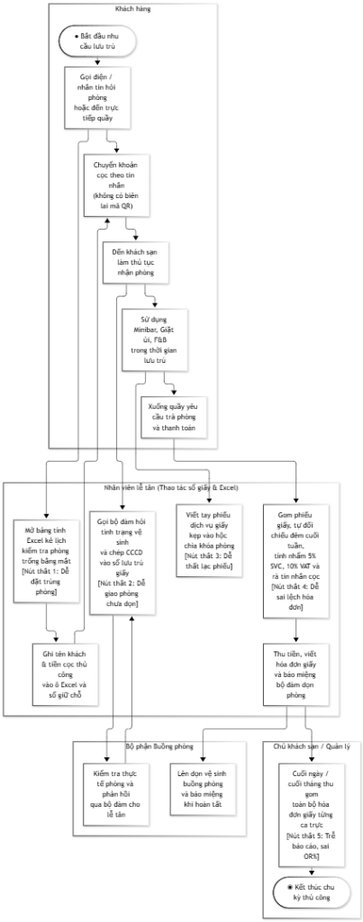 Khách hàng
● Bắt đầu nhu
cầu lưu trú
Gọi điện /
nhắn tin hỏi
phòng
hoặc đến trực
tiếp quầy
Chuyển khoản
cọc theo tin
nhắn
(không có biên
lai mã QR)
Đến khách sạn
làm thủ tục
nhận phòng
Sử dụng
Minibar, Giặt
ủi, F&B
trong thời gian
lưu trú
Xuống quầy yêu
cầu trả phòng
và thanh toán
Nhân viên lễ tân (Thao tác sổ giấy & Excel)
Mở bảng tính
Excel kẻ lịch
kiểm tra phòng
trống bằng mắt
[Nút thắt 1: Dễ
đặt trùng
phòng]
Ghi tên khách
& tiền cọc thủ
công
vào ô Excel và
sổ giữ chỗ
Gọi bộ đàm hỏi
tình trạng vệ
sinh
và chép CCCD
vào sổ lưu trú
giấy
[Nút thắt 2: Dễ
giao phòng
chưa dọn]
Viết tay phiếu
dịch vụ giấy
kẹp vào hộc
chìa khóa phòng
[Nút thắt 3: Dễ
thất lạc phiếu]
Gom phiếu
giấy, tự đối
chiếu đêm cuối
tuần,
tính nhẩm 5%
SVC, 10% VAT và
rà tin nhắn cọc
[Nút thắt 4: Dễ
sai lệch hóa
đơn]
Thu tiền, viết
hóa đơn giấy
và báo miệng
bộ đàm dọn
phòng
Bộ phận Buồng phòng
Kiểm tra thực
tế phòng và
phản hồi
qua bộ đàm cho
lễ tân
Lên dọn vệ sinh
buồng phòng
và báo miệng
khi hoàn tất
Chủ khách sạn / Quản lý
Cuối ngày /
cuối tháng thu
gom
toàn bộ hóa
đơn giấy từng
ca trực
[Nút thắt 5: Trễ
báo cáo, sai
ORS]
◉ Kết thúc chu
kỳ thủ công